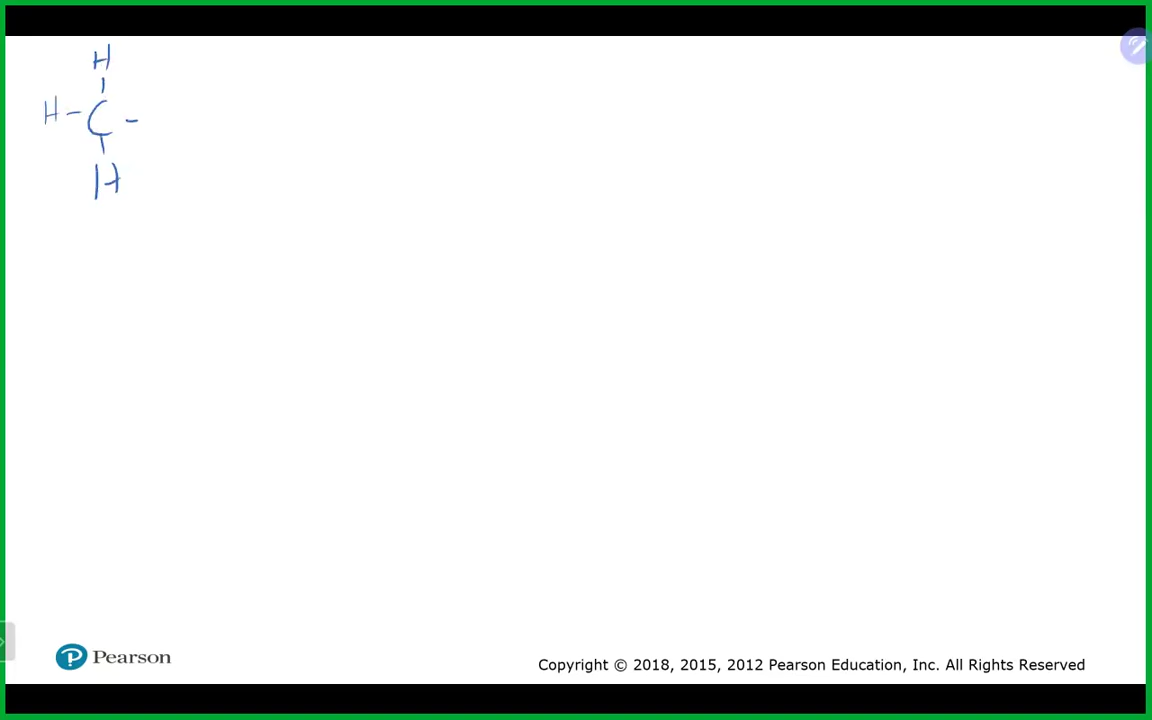 H
H - C -
H
Pearson
Copyright © 2018, 2015, 2012 Pearson Education, Inc. All Rights Reserved